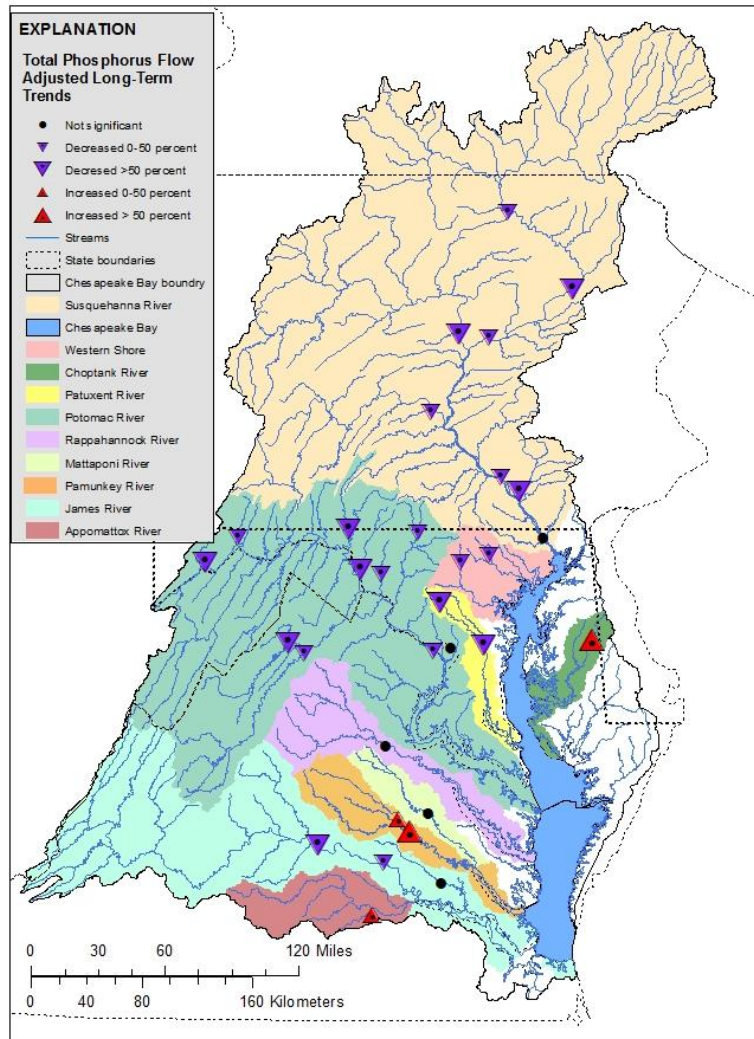 EXPLANATION
Total Phosphorus Flow
Adjusted Long-Term
Trends
Not significant
Decreased 0-50 percent
Decresed >50 percent
Increased 0-50 percent
Increased > 50 percent
Streams
State boundaries
Chesapeake Bay boundry
Susquehanna River
Chesapeake Bay
Western Shore
Choptank River
Patuxent River
Potomac River
Rappahannock River
Mattaponi River
Pamunkey River
James River
Appomattox River
0 30 60 120 Miles
0 40 80 160 Kilometers